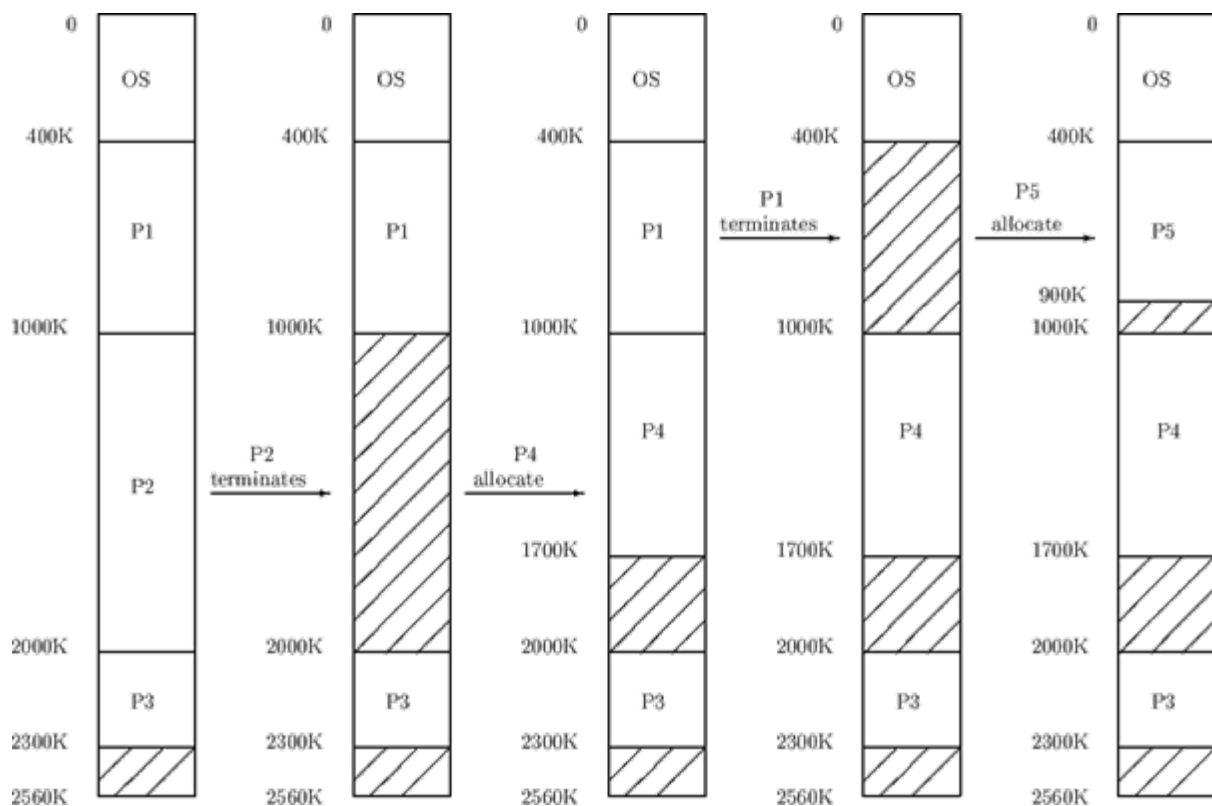 0
OS
400K
P1
1000K
P2
2000K
P3
2300K
2560K
P2
terminates
0
OS
400K
P1
1000K
2000K
P3
2300K
2560K
P4
allocate
0
OS
400K
P1
1000K
P4
1700K
2000K
P3
2300K
2560K
P1
terminates
0
OS
400K
1000K
P4
1700K
2000K
P3
2300K
2560K
P5
allocate
0
OS
400K
P5
900K
1000K
P4
1700K
2000K
P3
2300K
2560K